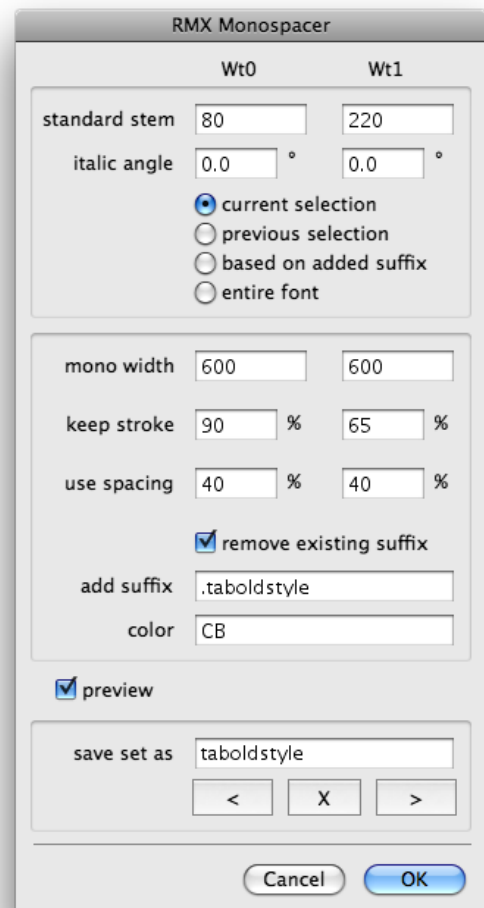 RMX Monospacer
Wt0 Wt1
standard stem 80 220
italic angle 0.0 ° 0.0 °
current selection
previous selection
based on added suffix
entire font
mono width 600 600
keep stroke 90 % 65 %
use spacing 40 % 40 %
remove existing suffix
add suffix .taboldstyle
color CB
preview
save set as taboldstyle
< X >
Cancel OK